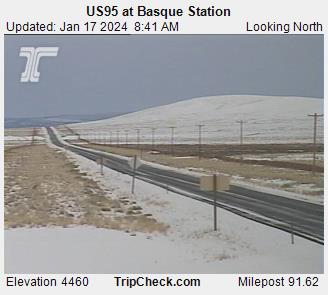 US95 at Basque Station
Updated: Jan 17 2024 8:41 AM Looking North
Elevation 4460 TripCheck.com Milepost 91.62